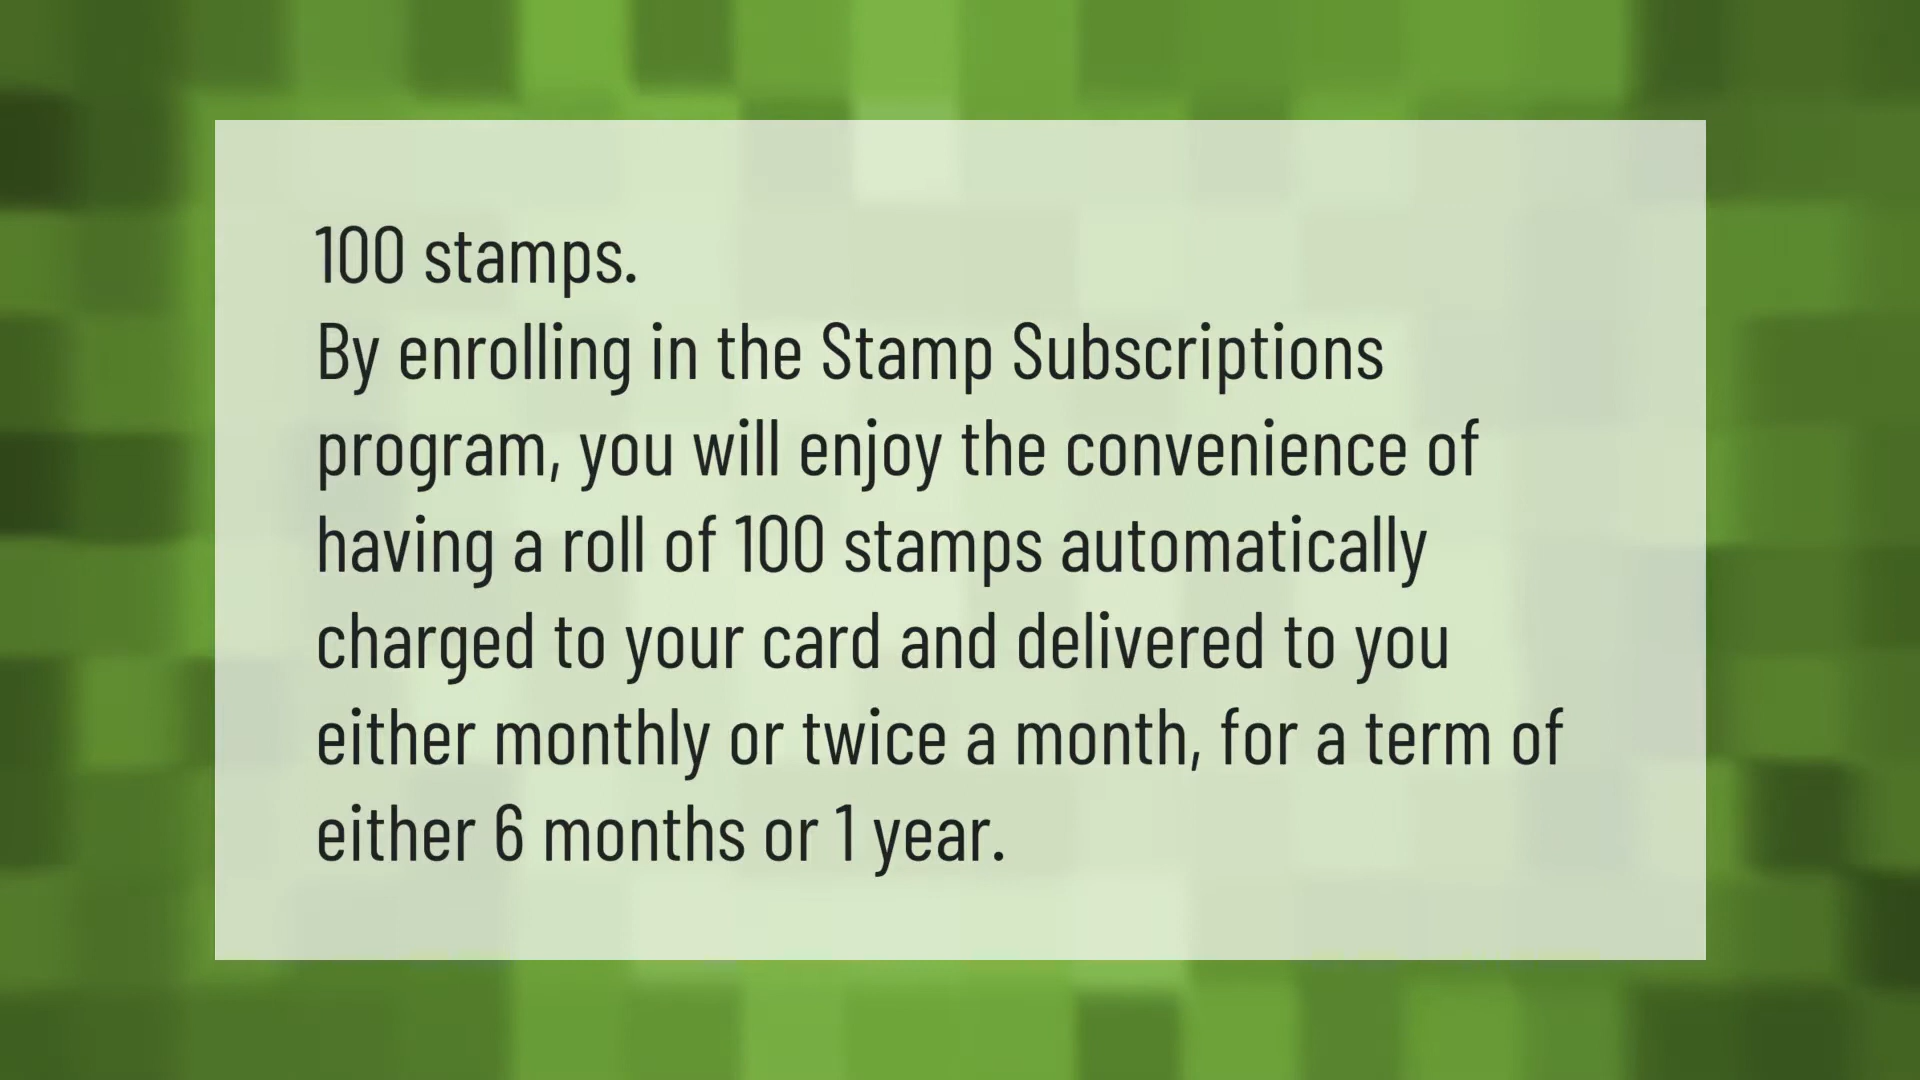 100 stamps.
By enrolling in the Stamp Subscriptions
program, you will enjoy the convenience of
having a roll of 100 stamps automatically
charged to your card and delivered to you
either monthly or twice a month, for a term of
either 6 months or 1 year.